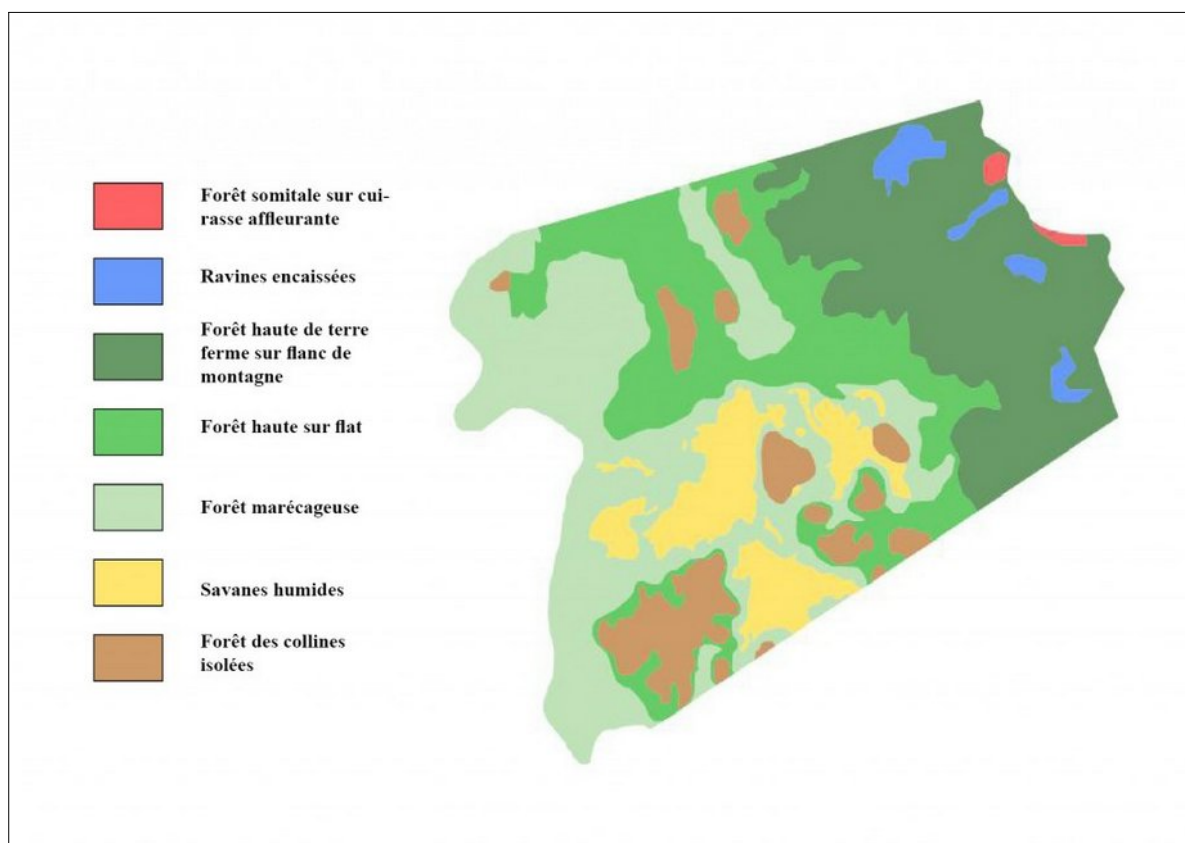 Forêt somitale sur cui-
rasse affleurante
Ravines encaissées
Forêt haute de terre
ferme sur flanc de
montagne
Forêt haute sur flat
Forêt marécageuse
Savanes humides
Forêt des collines
isolées